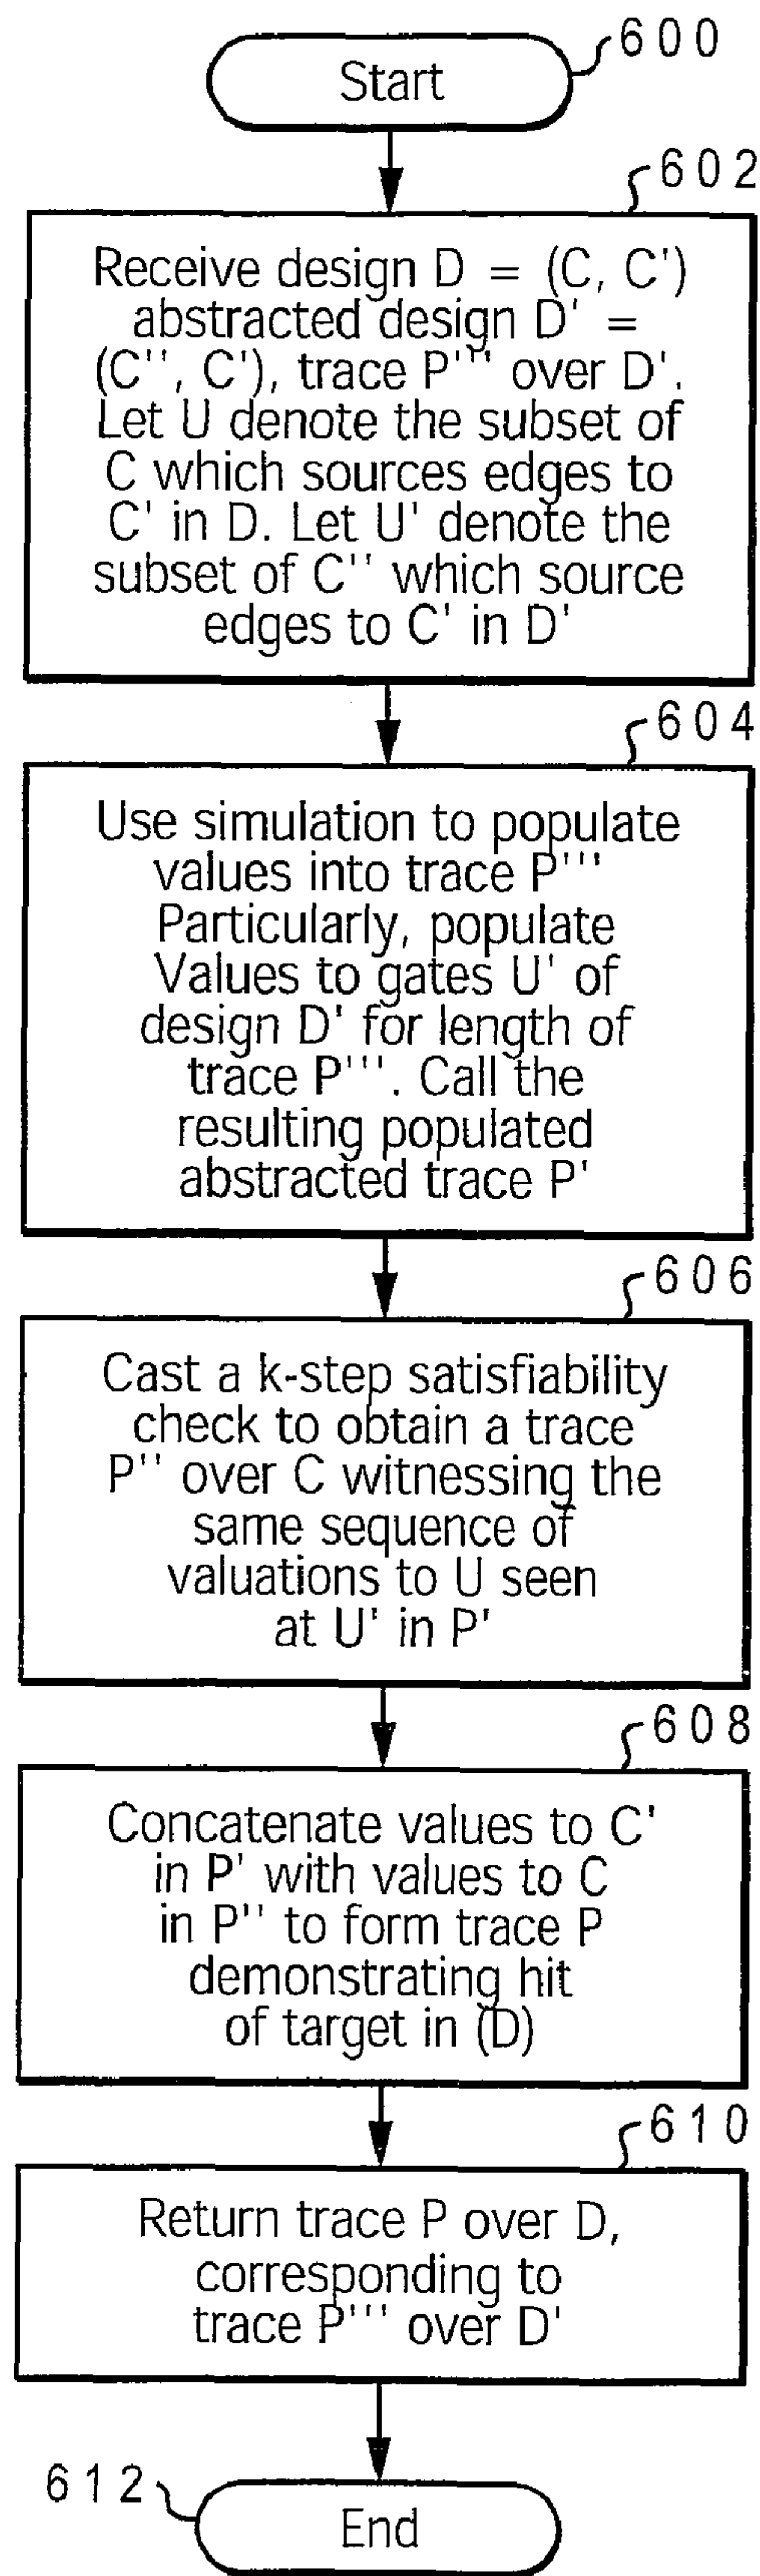 Start
600
602
Receive design D = (C, C')
abstracted design D' =
(C'', C'), trace P''' over D'.
Let U denote the subset of
C which sources edges to
C' in D. Let U' denote the
subset of C'' which source
edges to C' in D'
604
Use simulation to populate
values into trace P'''
Particularly, populate
Values to gates U' of
design D' for length of
trace P'''. Call the
resulting populated
abstracted trace P'
606
Cast a k-step satisfiability
check to obtain a trace
P'' over C witnessing the
same sequence of
valuations to U seen
at U' in P'
608
Concatenate values to C'
in P' with values to C
in P'' to form trace P
demonstrating hit
of target in (D)
610
Return trace P over D,
corresponding to
trace P''' over D'
612
End